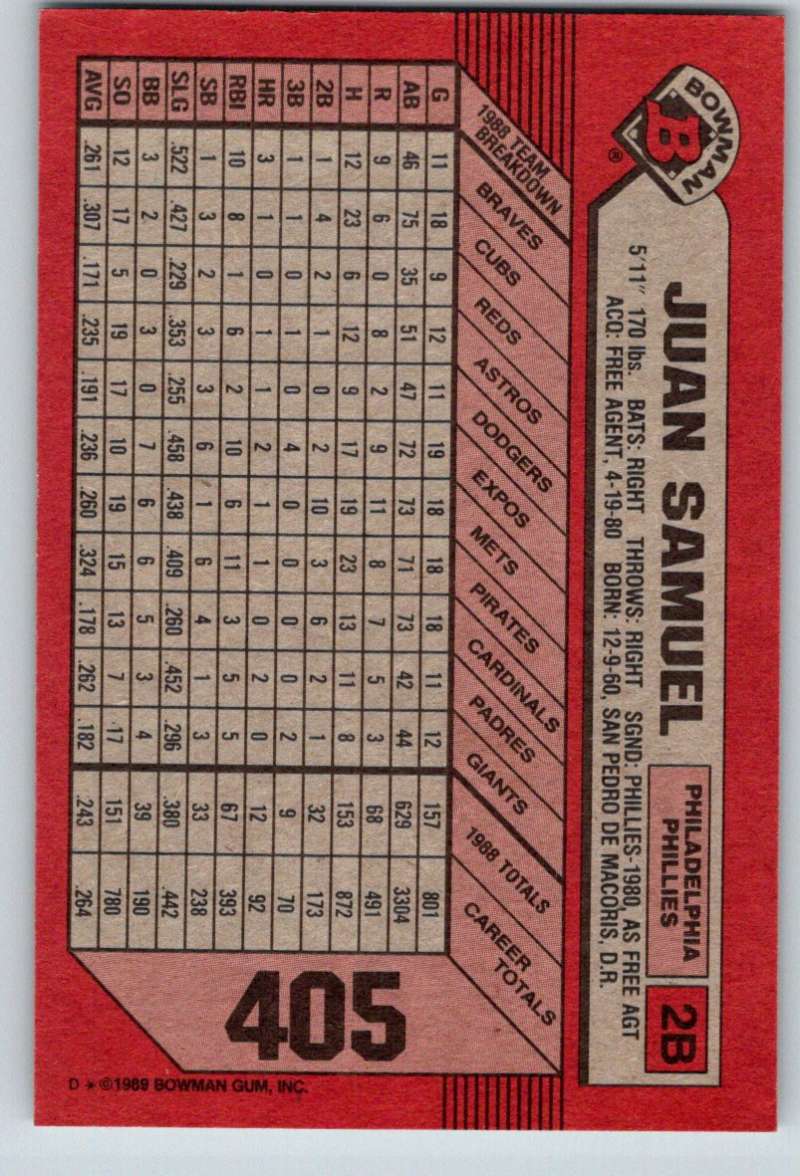 BOWMAN
B
®
JUAN SAMUEL
PHILADELPHIA
PHILLIES
2B
5'11" 170 lbs. BATS: RIGHT THROWS: RIGHT SGND: PHILLIES-1980, AS FREE AGT
ACQ: FREE AGENT, 4-19-80 BORN: 12-9-60, SAN PEDRO DE MACORIS, D.R.
1988 TEAM BREAKDOWN BRAVES CUBS REDS ASTROS DODGERS EXPOS METS PIRATES CARDINALS PADRES GIANTS 1988 TOTALS CAREER TOTALS
G 11 18 9 12 11 19 18 18 18 11 12 157 801
AB 46 75 35 51 47 72 73 71 73 42 44 629 3304
R 9 6 0 8 2 9 11 8 7 5 3 68 491
H 12 23 6 12 9 17 19 23 13 11 8 153 872
2B 1 4 2 1 0 2 10 3 6 2 1 32 173
3B 1 1 0 1 0 4 0 0 0 0 2 9 70
HR 3 1 0 1 1 2 1 1 0 2 0 12 92
RBI 10 8 1 6 2 10 6 11 3 5 5 67 393
SB 1 3 2 3 3 6 1 6 4 1 3 33 238
SLG .522 .427 .229 .353 .255 .458 .438 .409 .260 .452 .296 .380 .442
BB 3 2 0 3 0 7 6 6 5 3 4 39 190
SO 12 17 5 19 17 10 19 15 13 7 17 151 780
AVG .261 .307 .171 .235 .191 .236 .260 .324 .178 .262 .182 .243 .264
405
D * ©1989 BOWMAN GUM, INC.